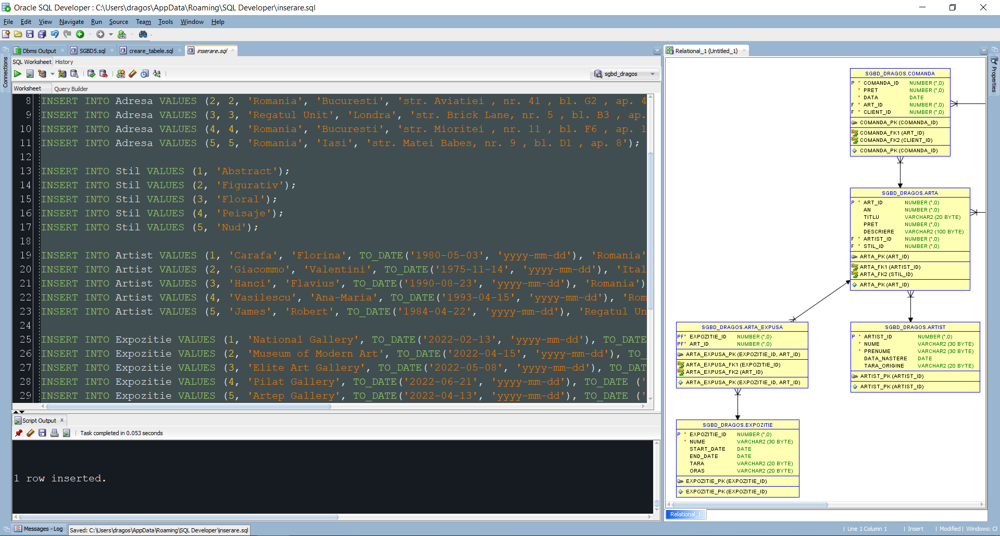 Oracle SQL Developer : C:\Users\dragos\AppData\Roaming\SQL Developer\inserare.sql
File Edit View Navigate Run Source Team Tools Window Help
Dbms Output SGBD5.sql creare_tabele.sql inserare.sql
SQL Worksheet History
sgbd_dragos
Worksheet Query Builder
8 INSERT INTO Adresa VALUES (2, 2, 'Romania', 'Bucuresti', 'str. Aviatiei , nr. 41 , bl. G2 , ap. 4
9 INSERT INTO Adresa VALUES (3, 3, 'Regatul Unit', 'Londra', 'str. Brick Lane, nr. 5 , bl. B3 , ap.
10 INSERT INTO Adresa VALUES (4, 4, 'Romania', 'Bucuresti', 'str. Mioritei , nr. 11 , bl. F6 , ap. 1
11 INSERT INTO Adresa VALUES (5, 5, 'Romania', 'Iasi', 'str. Matei Babes, nr. 9 , bl. D1 , ap. 8');
12
13 INSERT INTO Stil VALUES (1, 'Abstract');
14 INSERT INTO Stil VALUES (2, 'Figurativ');
15 INSERT INTO Stil VALUES (3, 'Floral');
16 INSERT INTO Stil VALUES (4, 'Peisaje');
17 INSERT INTO Stil VALUES (5, 'Nud');
18
19 INSERT INTO Artist VALUES (1, 'Carafa', 'Florina', TO_DATE('1980-05-03', 'yyyy-mm-dd'), 'Romania'
20 INSERT INTO Artist VALUES (2, 'Giacommo', 'Valentini', TO_DATE('1975-11-14', 'yyyy-mm-dd'), 'Ital
21 INSERT INTO Artist VALUES (3, 'Hanci', 'Flavius', TO_DATE('1990-08-23', 'yyyy-mm-dd'), 'Romania')
22 INSERT INTO Artist VALUES (4, 'Vasilescu', 'Ana-Maria', TO_DATE('1993-04-15', 'yyyy-mm-dd'), 'Rom
23 INSERT INTO Artist VALUES (5, 'James', 'Robert', TO_DATE('1984-04-22', 'yyyy-mm-dd'), 'Regatul Un
24
25 INSERT INTO Expozitie VALUES (1, 'National Gallery', TO_DATE('2022-02-13', 'yyyy-mm-dd'), TO_DATE
26 INSERT INTO Expozitie VALUES (2, 'Museum of Modern Art', TO_DATE('2022-04-15', 'yyyy-mm-dd'), TO_
27 INSERT INTO Expozitie VALUES (3, 'Elite Art Gallery', TO_DATE('2022-05-08', 'yyyy-mm-dd'), TO_DAT
28 INSERT INTO Expozitie VALUES (4, 'Pilat Gallery', TO_DATE('2022-06-21', 'yyyy-mm-dd'), TO_DATE ('
29 INSERT INTO Expozitie VALUES (5, 'Artep Gallery', TO_DATE('2022-04-13', 'yyyy-mm-dd'), TO_DATE ('
Script Output
Task completed in 0.053 seconds
1 row inserted.
Connections
Relational_1 (Untitled_1)
Properties
SGBD_DRAGOS.COMANDA
P * COMANDA_ID NUMBER (*,0)
* PRET NUMBER (*,0)
* DATA DATE
F * ART_ID NUMBER (*,0)
F * CLIENT_ID NUMBER (*,0)
COMANDA_PK (COMANDA_ID)
COMANDA_FK1 (ART_ID)
COMANDA_FK2 (CLIENT_ID)
COMANDA_PK (COMANDA_ID)
SGBD_DRAGOS.ARTA
P * ART_ID NUMBER (*,0)
AN NUMBER (*,0)
TITLU VARCHAR2 (20 BYTE)
PRET NUMBER (*,0)
DESCRIERE VARCHAR2 (100 BYTE)
F * ARTIST_ID NUMBER (*,0)
F * STIL_ID NUMBER (*,0)
ARTA_PK (ART_ID)
ARTA_FK1 (ARTIST_ID)
ARTA_FK2 (STIL_ID)
ARTA_PK (ART_ID)
SGBD_DRAGOS.ARTA_EXPUSA
PF * EXPOZITIE_ID NUMBER (*,0)
PF * ART_ID NUMBER (*,0)
ARTA_EXPUSA_PK (EXPOZITIE_ID, ART_ID)
ARTA_EXPUSA_FK1 (EXPOZITIE_ID)
ARTA_EXPUSA_FK2 (ART_ID)
ARTA_EXPUSA_PK (EXPOZITIE_ID, ART_ID)
SGBD_DRAGOS.ARTIST
P * ARTIST_ID NUMBER (*,0)
* NUME VARCHAR2 (30 BYTE)
* PRENUME VARCHAR2 (30 BYTE)
DATA_NASTERE DATE
TARA_ORIGINE VARCHAR2 (20 BYTE)
ARTIST_PK (ARTIST_ID)
ARTIST_PK (ARTIST_ID)
SGBD_DRAGOS.EXPOZITIE
P * EXPOZITIE_ID NUMBER (*,0)
* NUME VARCHAR2 (30 BYTE)
START_DATE DATE
END_DATE DATE
TARA VARCHAR2 (20 BYTE)
ORAS VARCHAR2 (20 BYTE)
EXPOZITIE_PK (EXPOZITIE_ID)
EXPOZITIE_PK (EXPOZITIE_ID)
Relational_1
Messages - Log Saved: C:\Users\dragos\AppData\Roaming\SQL Developer\inserare.sql
| Line 1 Column 1 | Insert | Modified | Windows: CF